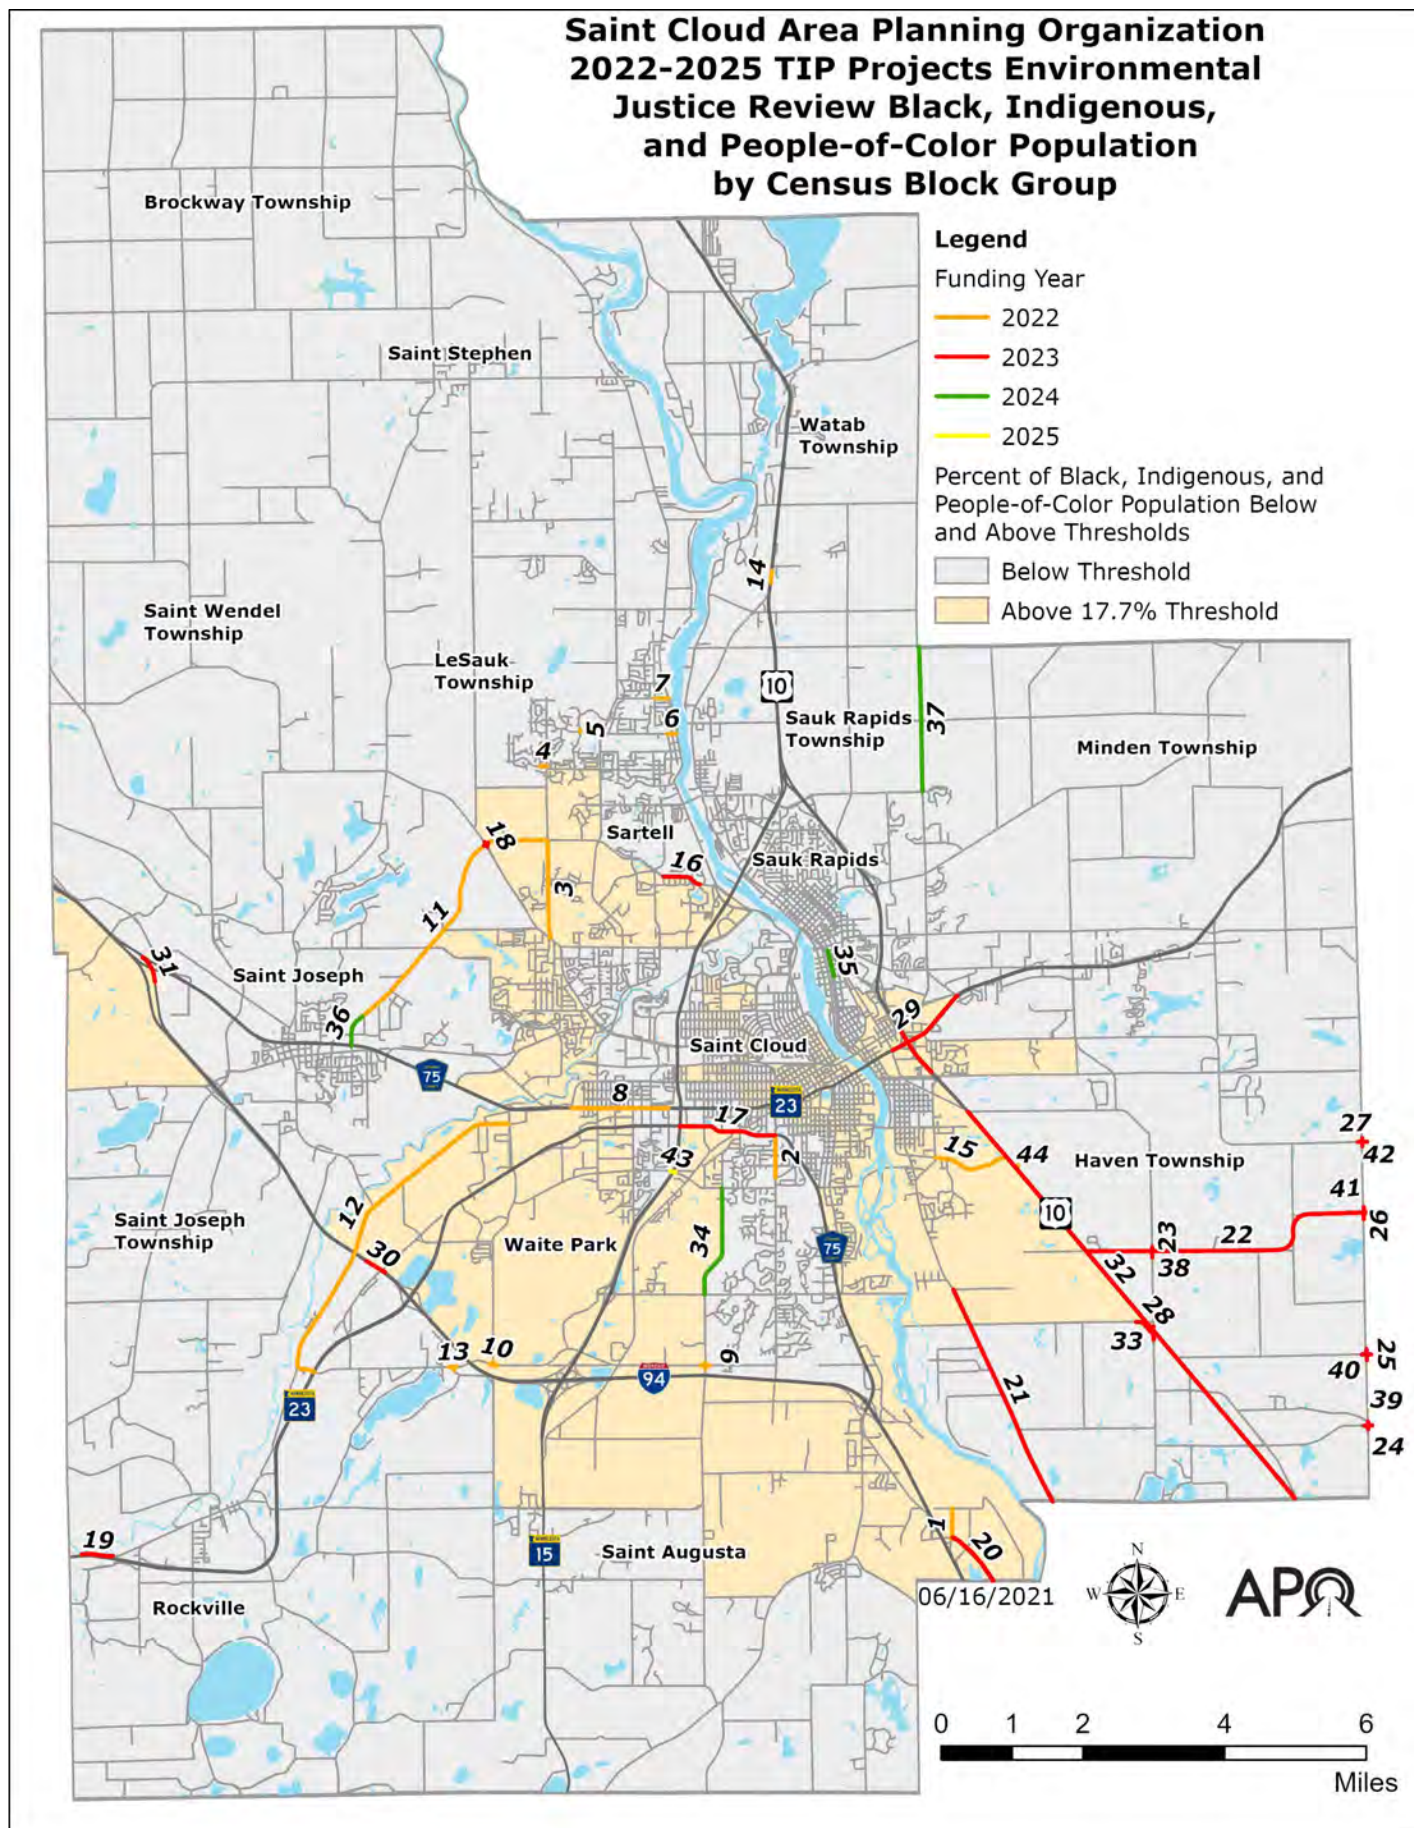 Saint Cloud Area Planning Organization
2022-2025 TIP Projects Environmental
Justice Review Black, Indigenous,
and People-of-Color Population
by Census Block Group
Legend
Funding Year
2022
2023
2024
2025
Percent of Black, Indigenous, and
People-of-Color Population Below
and Above Thresholds
Below Threshold
Above 17.7% Threshold
Brockway Township
Saint Stephen
Watab
Township
14
Saint Wendel
Township
LeSauk
Township
7
10
6
5
4
Sauk Rapids
Township
37
Minden Township
18
Sartell
16
Sauk Rapids
3
11
31
Saint Joseph
35
36
29
Saint Cloud
75
8
23
17
2
27
42
15
44
Haven Township
43
41
26
12
Saint Joseph
Township
30
Waite Park
34
75
10
23
22
38
32
28
33
13
10
9
94
25
40
21
39
24
23
1
20
19
15
Saint Augusta
Rockville
06/16/2021
N
W
E
S
APO
0
1
2
4
6
Miles